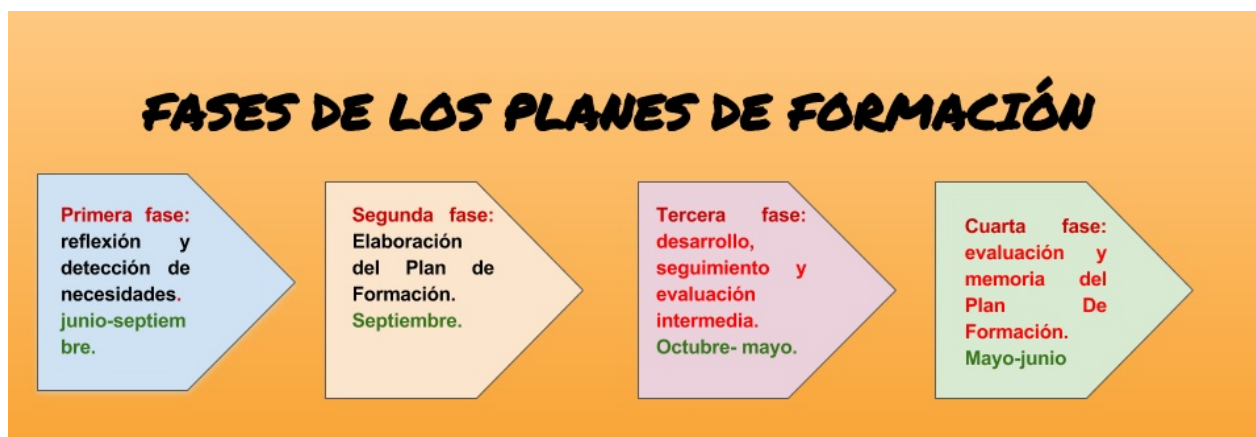 FASES DE LOS PLANES DE FORMACIÓN
Primera fase:
reflexión y
detección de
necesidades.
junio-septiem
bre.
Segunda fase:
Elaboración
del Plan de
Formación.
Septiembre.
Tercera fase:
desarrollo,
seguimiento y
evaluación
intermedia.
Octubre- mayo.
Cuarta fase:
evaluación y
memoria del
Plan De
Formación.
Mayo-junio